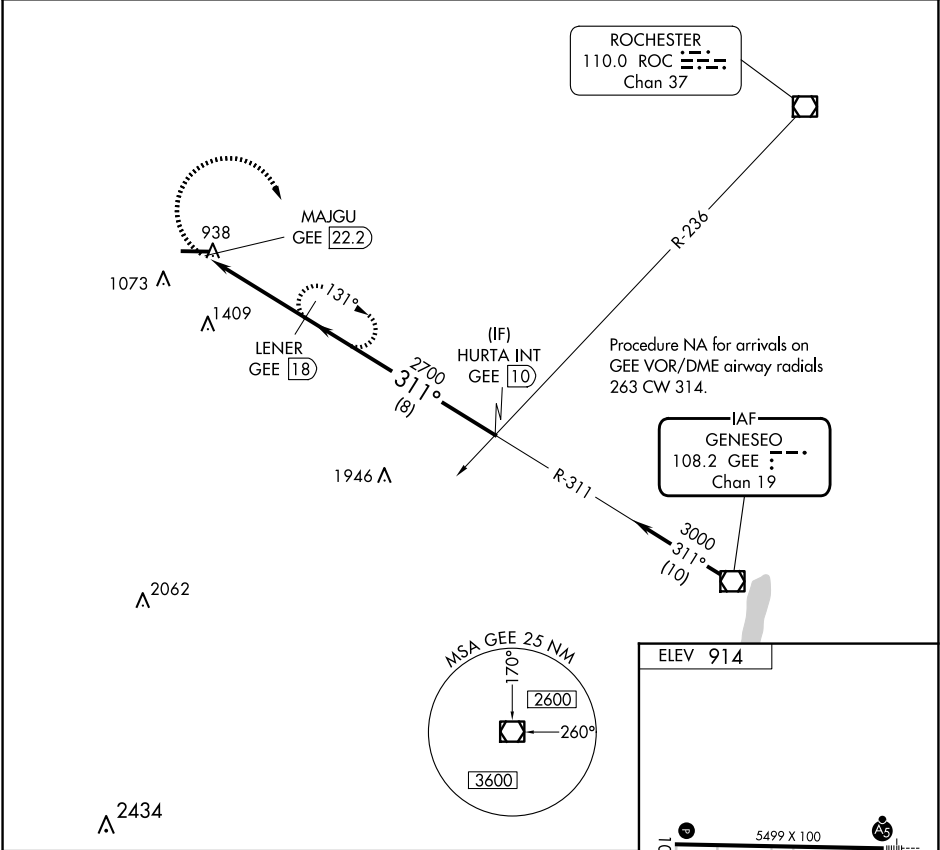 ROCHESTER
110.0 ROC
Chan 37
MAJGU
GEE 22.2
938
1073
1409
131°
LENER
GEE 18
R-236
(IF)
HURTA INT
GEE 10
2700
311°
(8)
Procedure NA for arrivals on
GEE VOR/DME airway radials
263 CW 314.
IAF
GENESEO
108.2 GEE
Chan 19
1946
R-311
3000
311°
(10)
2062
MSA GEE 25 NM
170°
2600
260°
3600
2434
ELEV 914
P
5499 X 100
A5
10